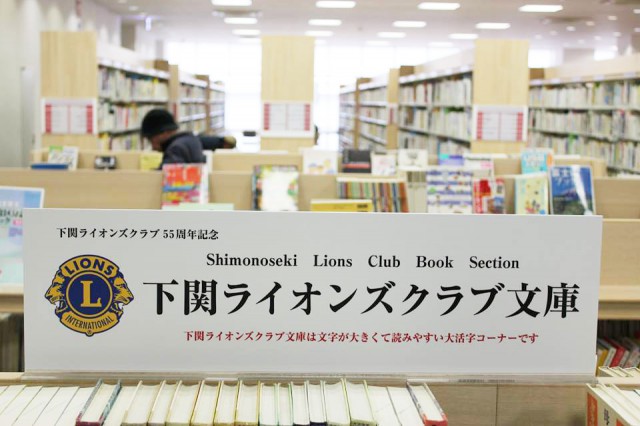 下関ライオンズクラブ 55周年記念
Shimonoseki Lions Club Book Section
LIONS
L
INTERNATIONAL
下関ライオンズクラブ文庫
下関ライオンズクラブ文庫は文字が大きくて読みやすい大活字コーナーです